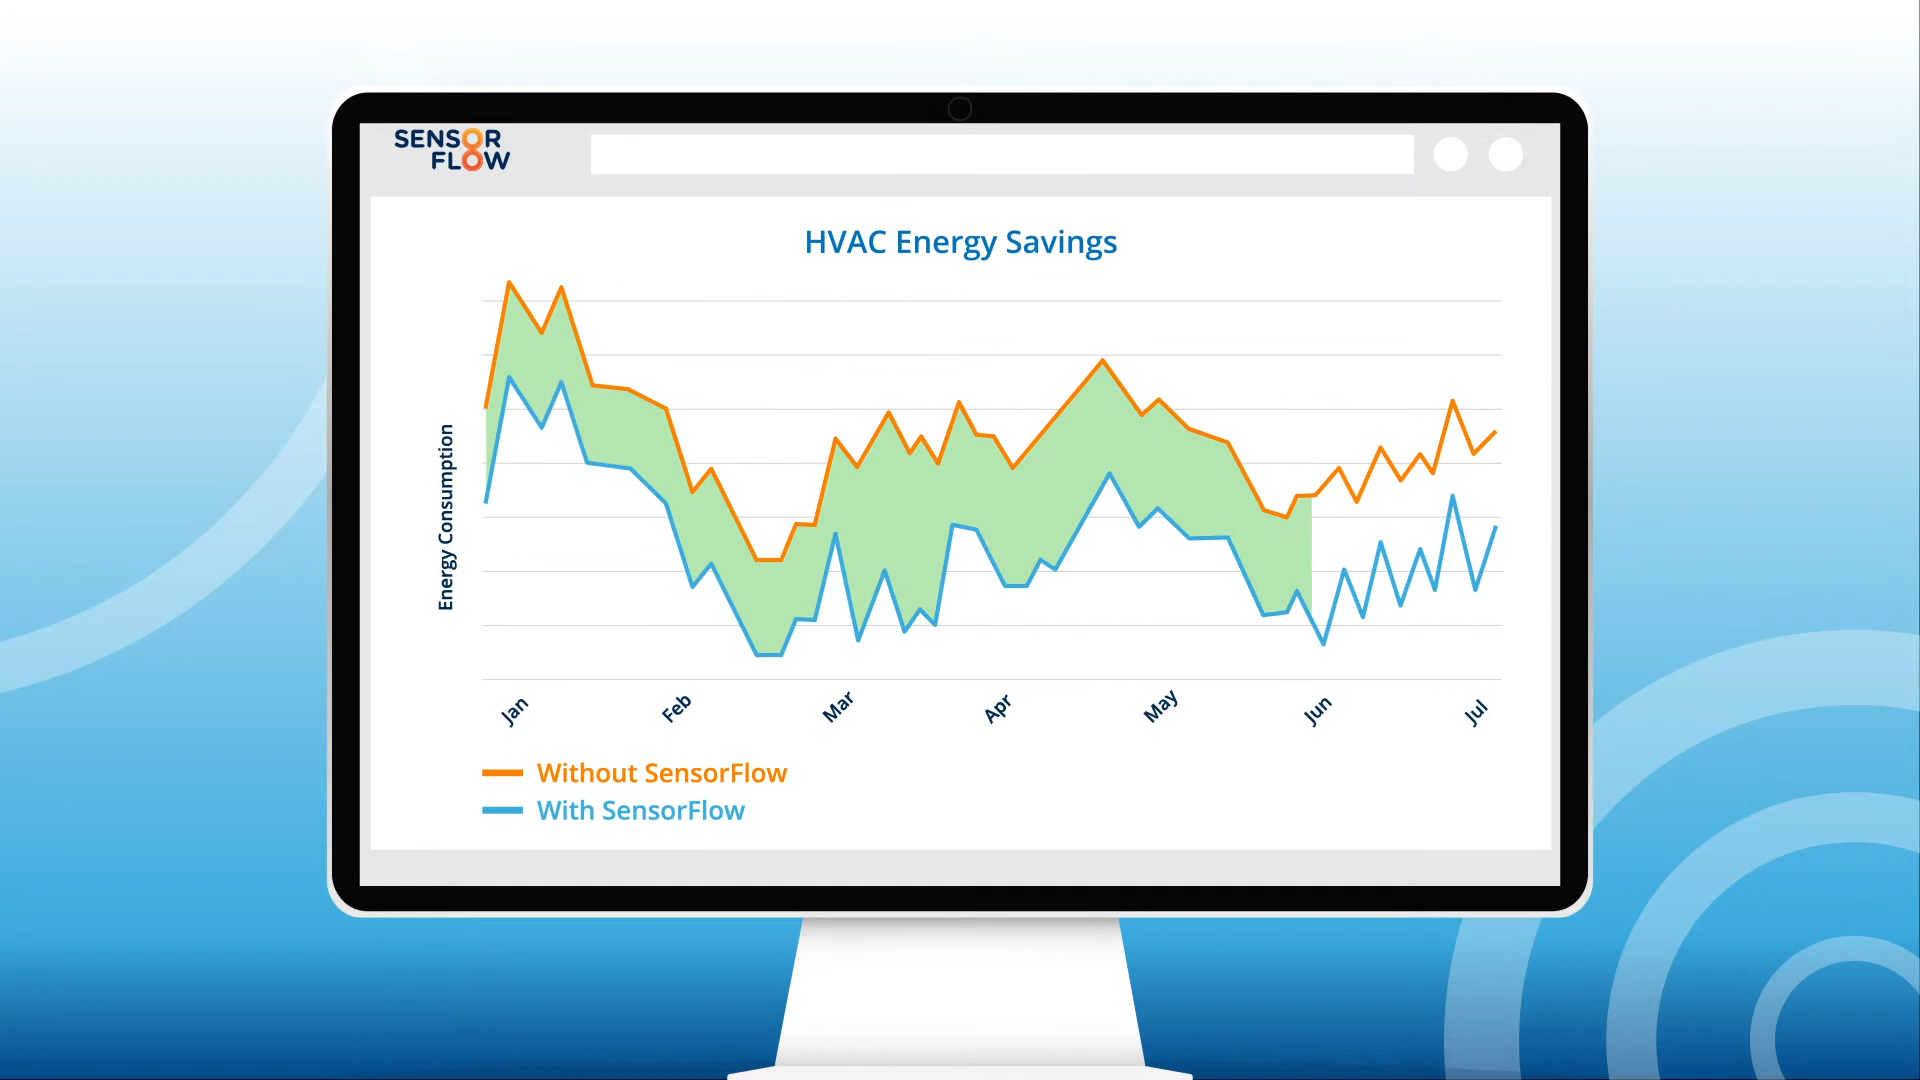 SENSOR
FLOW
HVAC Energy Savings
Energy Consumption
Jan Feb Mar Apr May Jun Jul
Without SensorFlow
With SensorFlow